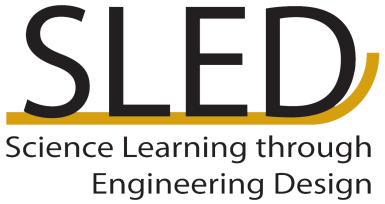 SLED
Science Learning through
Engineering Design